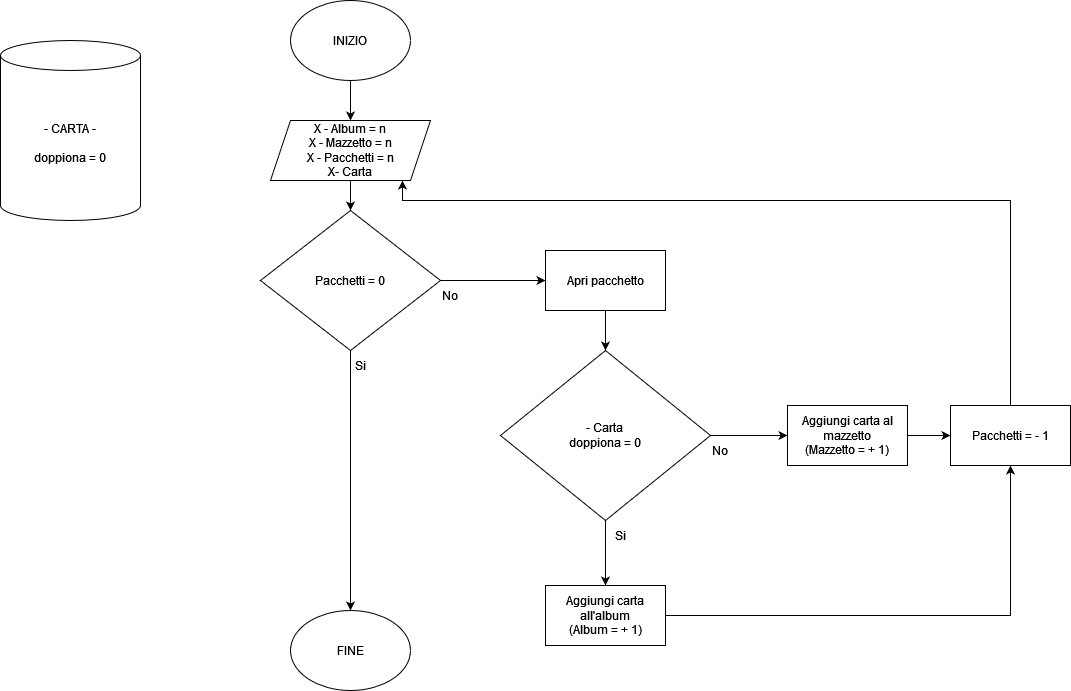 INIZIO
- CARTA -
doppiona = 0
X - Album = n
X - Mazzetto = n
X - Pacchetti = n
X- Carta
Pacchetti = 0
No
Si
Apri pacchetto
- Carta
doppiona = 0
No
Si
Aggiungi carta al
mazzetto
(Mazzetto = + 1)
Pacchetti = - 1
Aggiungi carta
all'album
(Album = + 1)
FINE